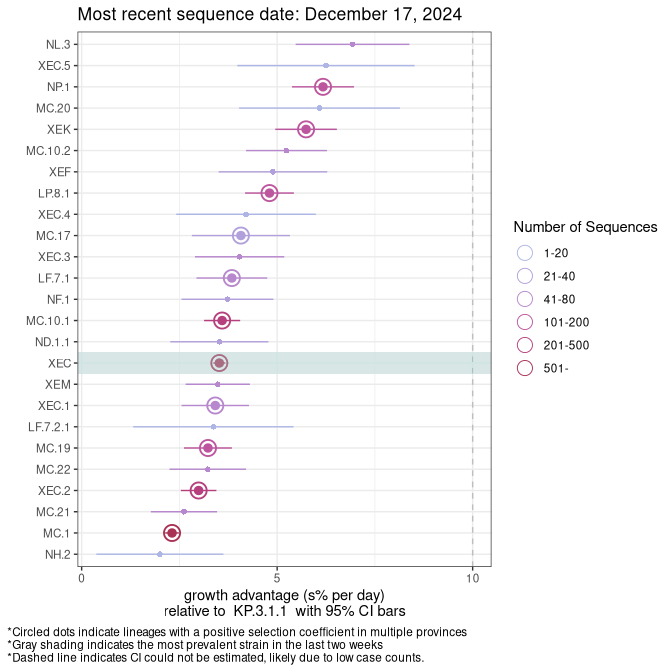 Most recent sequence date: December 17, 2024
NL.3
XEC.5
NP.1
MC.20
XEK
MC.10.2
XEF
LP.8.1
XEC.4
MC.17
XEC.3
LF.7.1
NF.1
MC.10.1
ND.1.1
XEC
XEM
XEC.1
LF.7.2.1
MC.19
MC.22
XEC.2
MC.21
MC.1
NH.2
0 5 10
growth advantage (s% per day)
relative to KP.3.1.1 with 95% CI bars
Number of Sequences
1-20
21-40
41-80
101-200
201-500
501-
*Circled dots indicate lineages with a positive selection coefficient in multiple provinces
*Gray shading indicates the most prevalent strain in the last two weeks
*Dashed line indicates CI could not be estimated, likely due to low case counts.